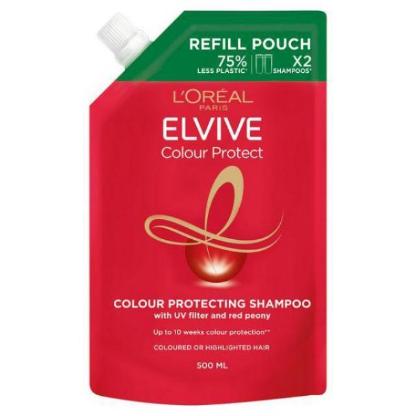 REFILL POUCH
75% X2
LESS PLASTIC* SHAMPOOS*
L'ORÉAL
PARIS
ELVIVE
Colour Protect
COLOUR PROTECTING SHAMPOO
with UV filter and red peony
Up to 10 weeks colour protection**
COLOURED OR HIGHLIGHTED HAIR
500 ML